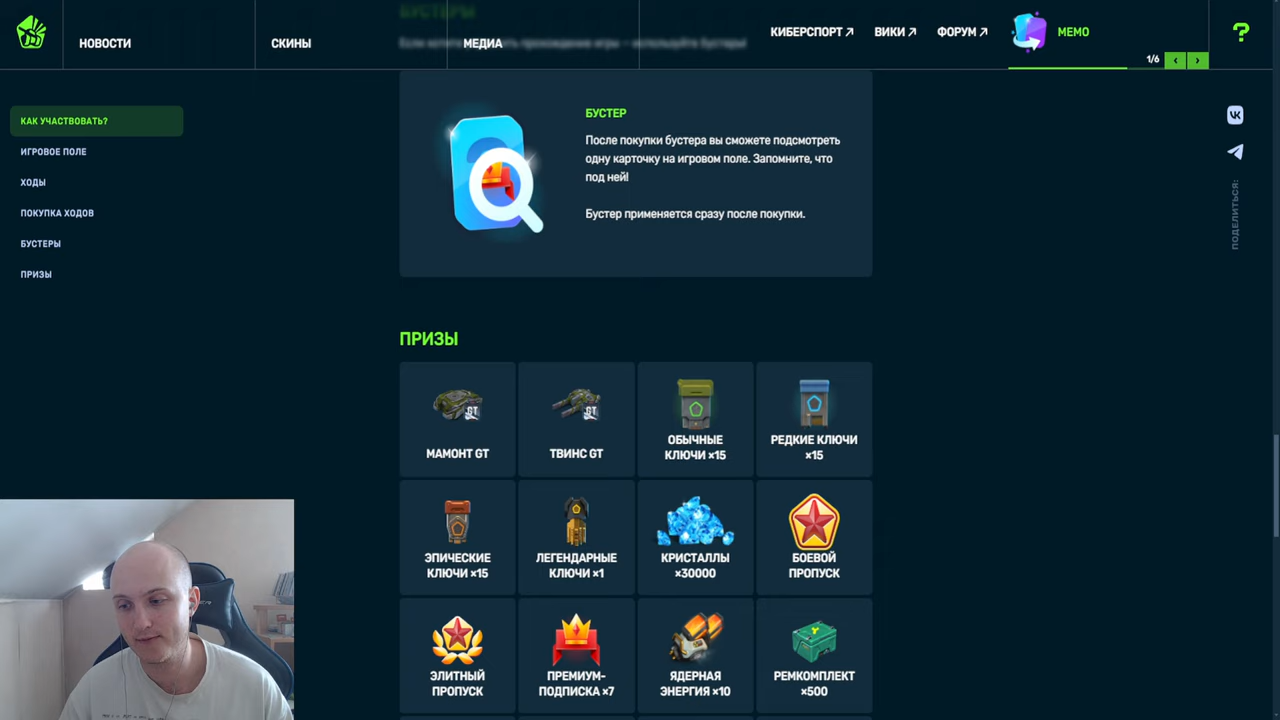 БУСТЕРЫ
НОВОСТИ
СКИНЫ
МЕДИА
КИБЕРСПОРТ
ВИКИ
ФОРУМ
МЕМО
1/6
?
КАК УЧАСТВОВАТЬ?
ИГРОВОЕ ПОЛЕ
ХОДЫ
ПОКУПКА ХОДОВ
БУСТЕРЫ
ПРИЗЫ
ПОДЕЛИТЬСЯ:
БУСТЕР
После покупки бустера вы сможете подсмотреть
одну карточку на игровом поле. Запомните, что
под ней!
Бустер применяется сразу после покупки.
ПРИЗЫ
GT
МАМОНТ GT
GT
ТВИНС GT
ОБЫЧНЫЕ
КЛЮЧИ ×15
РЕДКИЕ КЛЮЧИ
×15
ЭПИЧЕСКИЕ
КЛЮЧИ ×15
ЛЕГЕНДАРНЫЕ
КЛЮЧИ ×1
КРИСТАЛЛЫ
×30000
БОЕВОЙ
ПРОПУСК
ЭЛИТНЫЙ
ПРОПУСК
ПРЕМИУМ-
ПОДПИСКА ×7
ЯДЕРНАЯ
ЭНЕРГИЯ ×10
РЕМКОМПЛЕКТ
×500